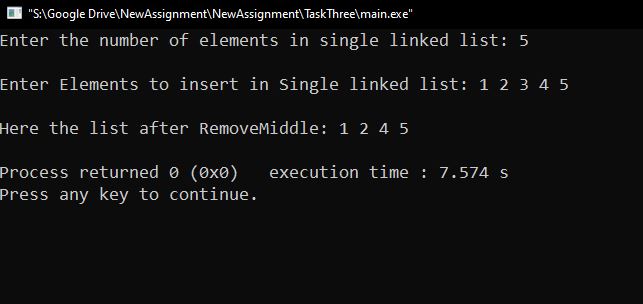 "S:\Google Drive\NewAssignment\NewAssignment\TaskThree\main.exe"
Enter the number of elements in single linked list: 5
Enter Elements to insert in Single linked list: 1 2 3 4 5
Here the list after RemoveMiddle: 1 2 4 5
Process returned 0 (0x0)   execution time : 7.574 s
Press any key to continue.